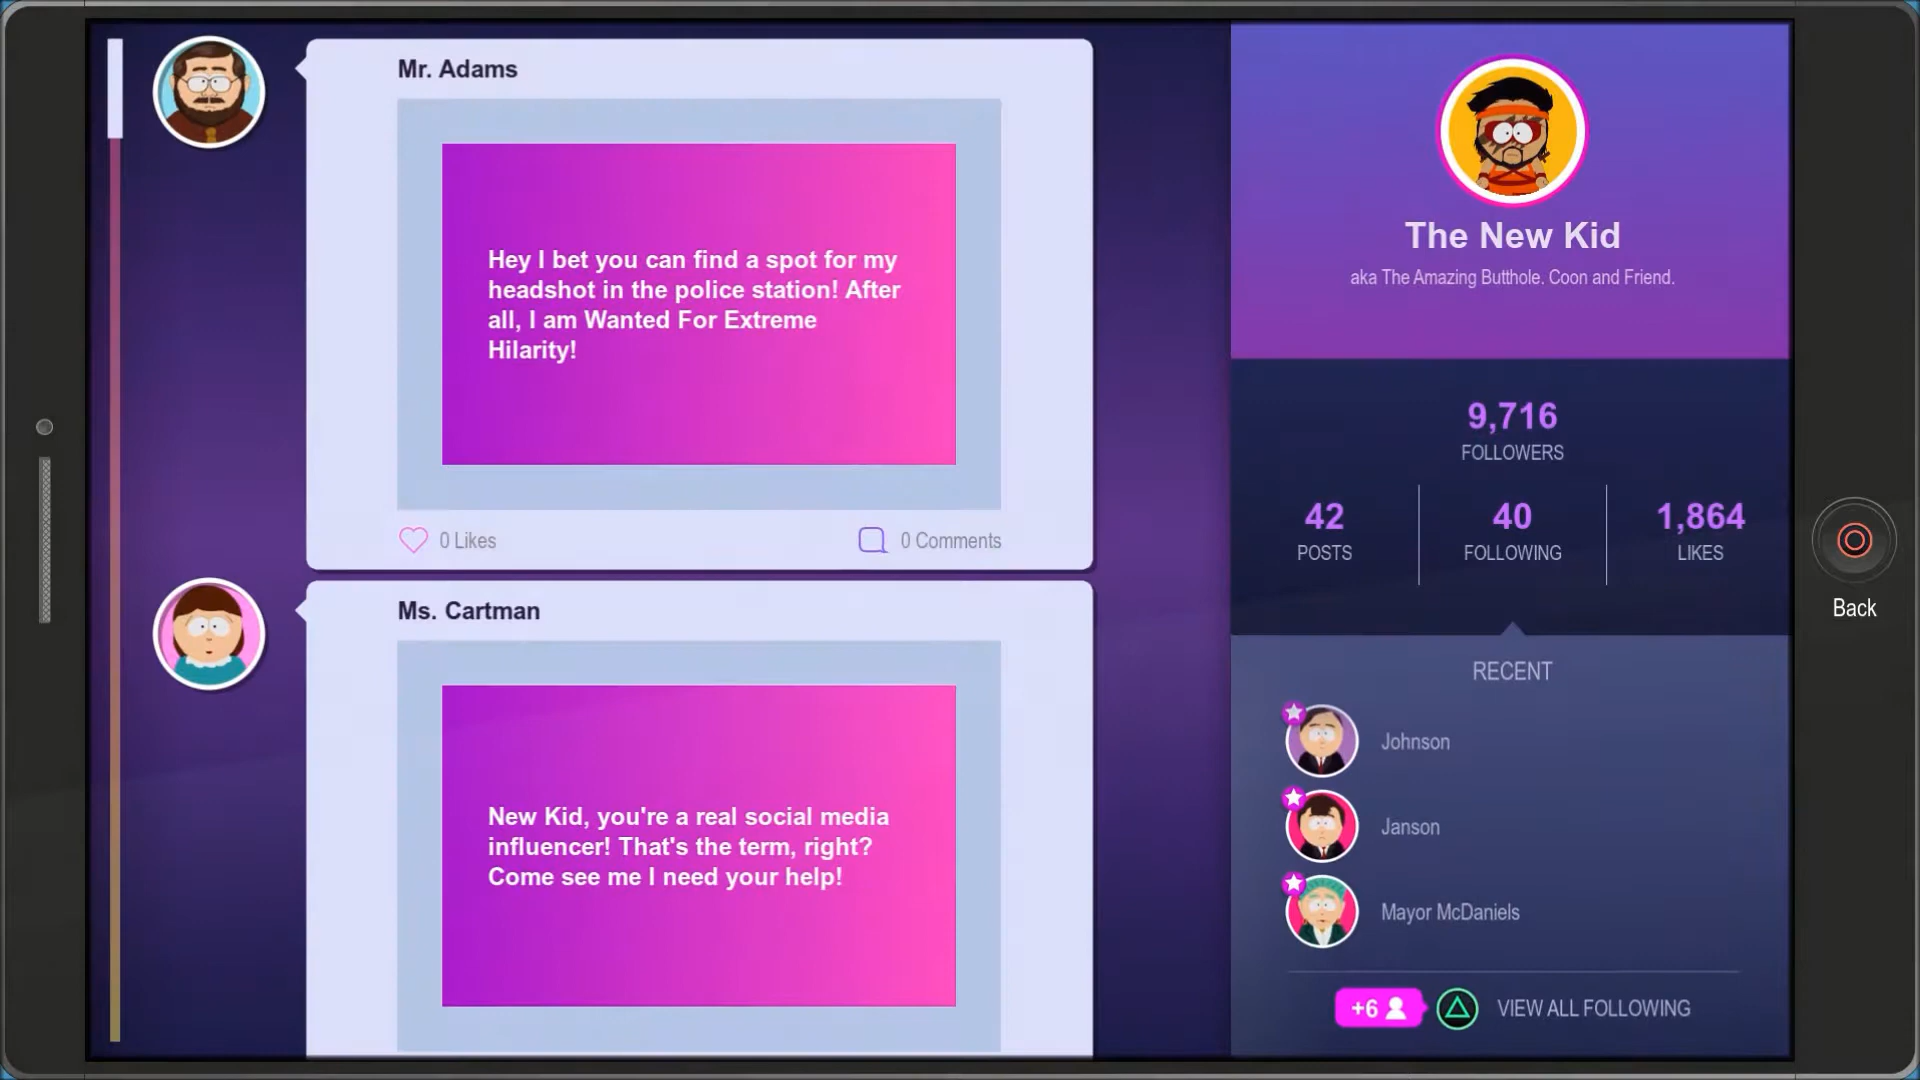 Mr. Adams
Hey I bet you can find a spot for my
headshot in the police station! After
all, I am Wanted For Extreme
Hilarity!
0 Likes
0 Comments
Ms. Cartman
New Kid, you're a real social media
influencer! That's the term, right?
Come see me I need your help!
The New Kid
aka The Amazing Butthole. Coon and Friend.
9,716
FOLLOWERS
42
POSTS
40
FOLLOWING
1,864
LIKES
RECENT
Johnson
Janson
Mayor McDaniels
+6
VIEW ALL FOLLOWING
Back